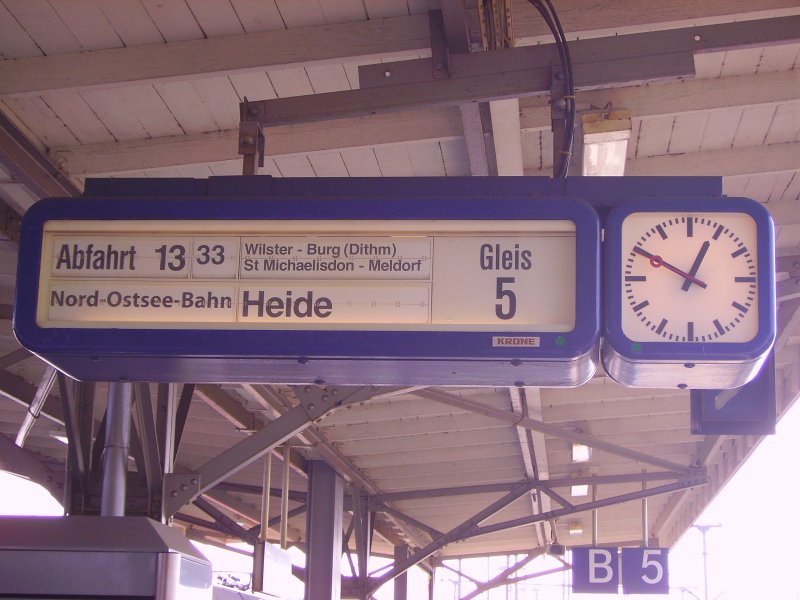 Abfahrt 13 33
Wilster - Burg (Dithm)
St Michaelisdon - Meldorf
Nord-Ostsee-Bahn Heide
Gleis
5
KRONE
B 5